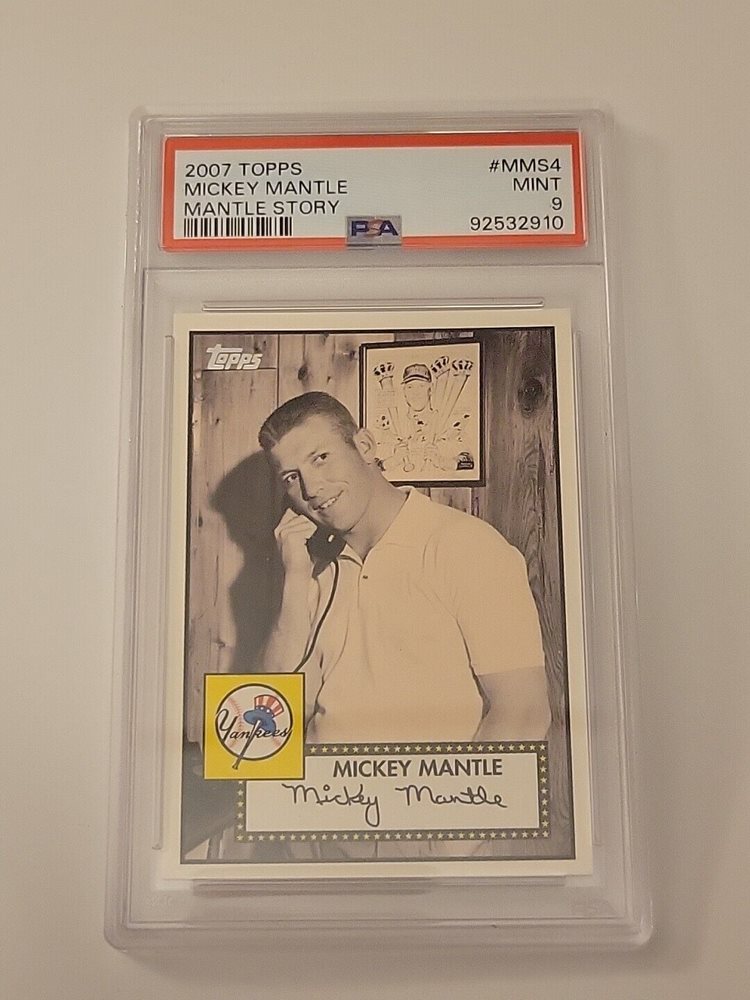 2007 TOPPS #MMS4
MICKEY MANTLE MINT
MANTLE STORY 9
PSA 92532910
Topps
Yankees
MICKEY MANTLE
Mickey Mantle